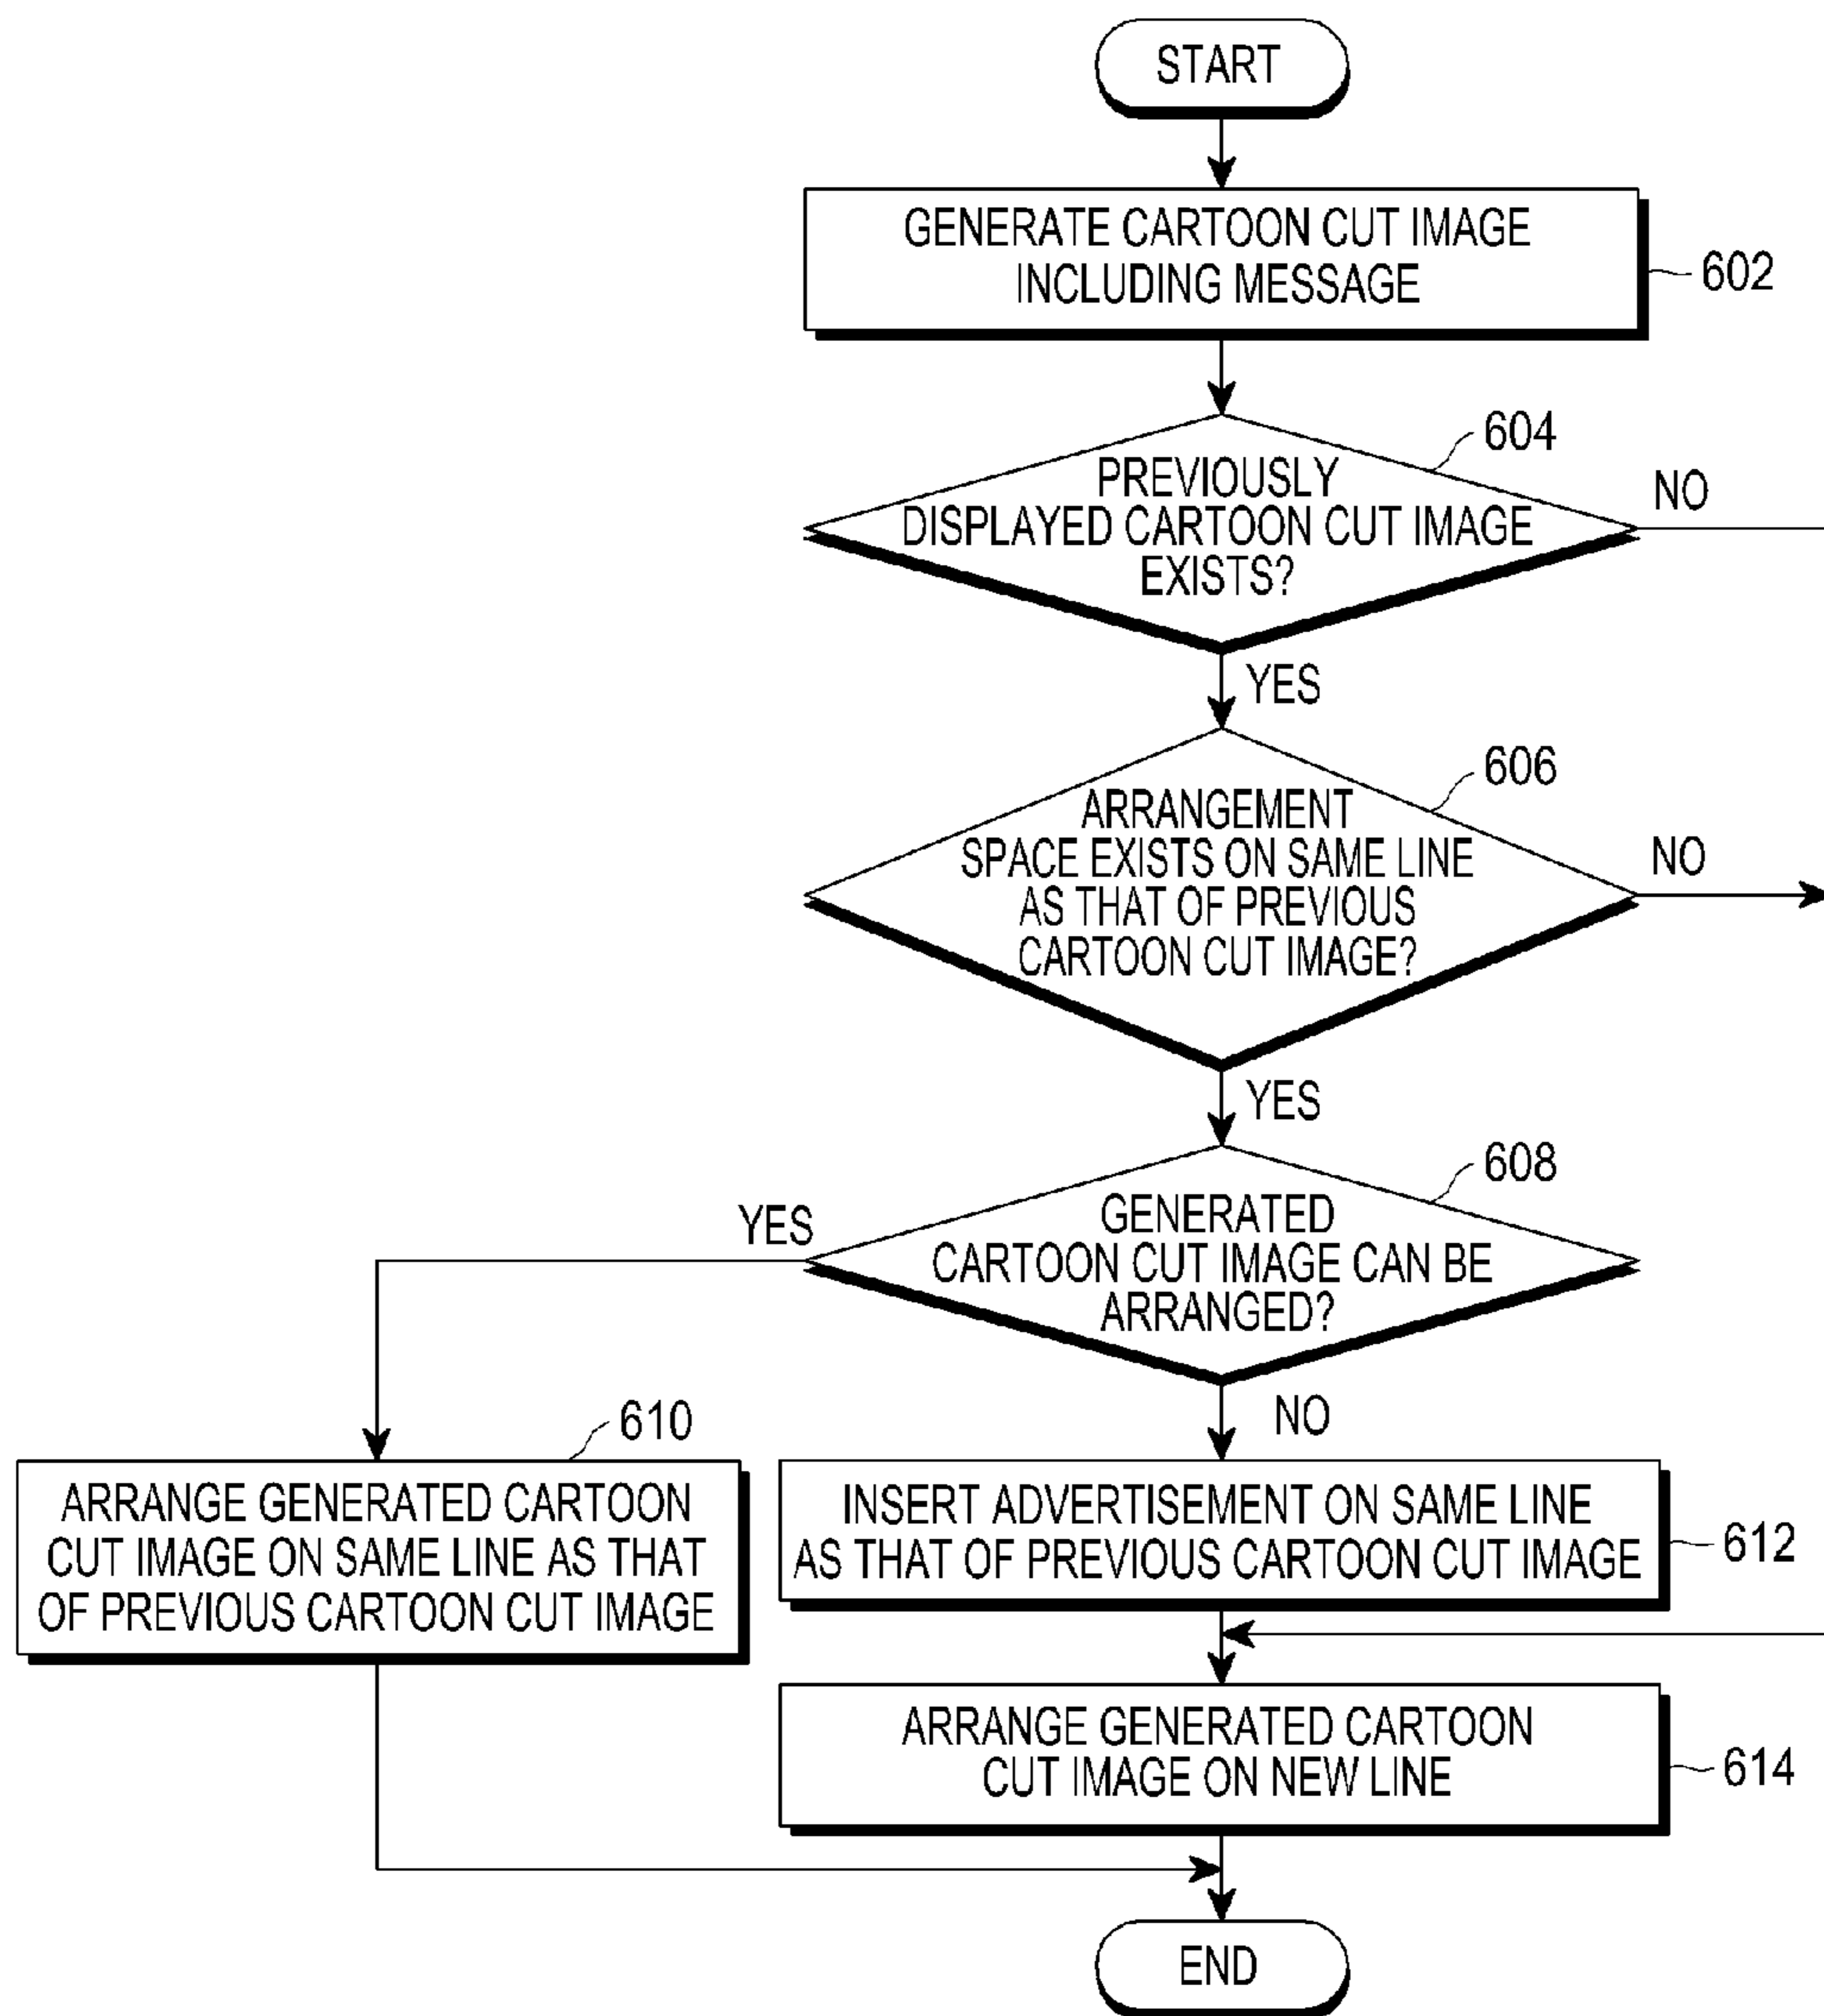 START
GENERATE CARTOON CUT IMAGE
INCLUDING MESSAGE
602
604
PREVIOUSLY
DISPLAYED CARTOON CUT IMAGE
EXISTS?
NO
YES
606
ARRANGEMENT
SPACE EXISTS ON SAME LINE
AS THAT OF PREVIOUS
CARTOON CUT IMAGE?
NO
YES
608
GENERATED
CARTOON CUT IMAGE CAN BE
ARRANGED?
YES
NO
610
ARRANGE GENERATED CARTOON
CUT IMAGE ON SAME LINE AS THAT
OF PREVIOUS CARTOON CUT IMAGE
INSERT ADVERTISEMENT ON SAME LINE
AS THAT OF PREVIOUS CARTOON CUT IMAGE
612
ARRANGE GENERATED CARTOON
CUT IMAGE ON NEW LINE
614
END